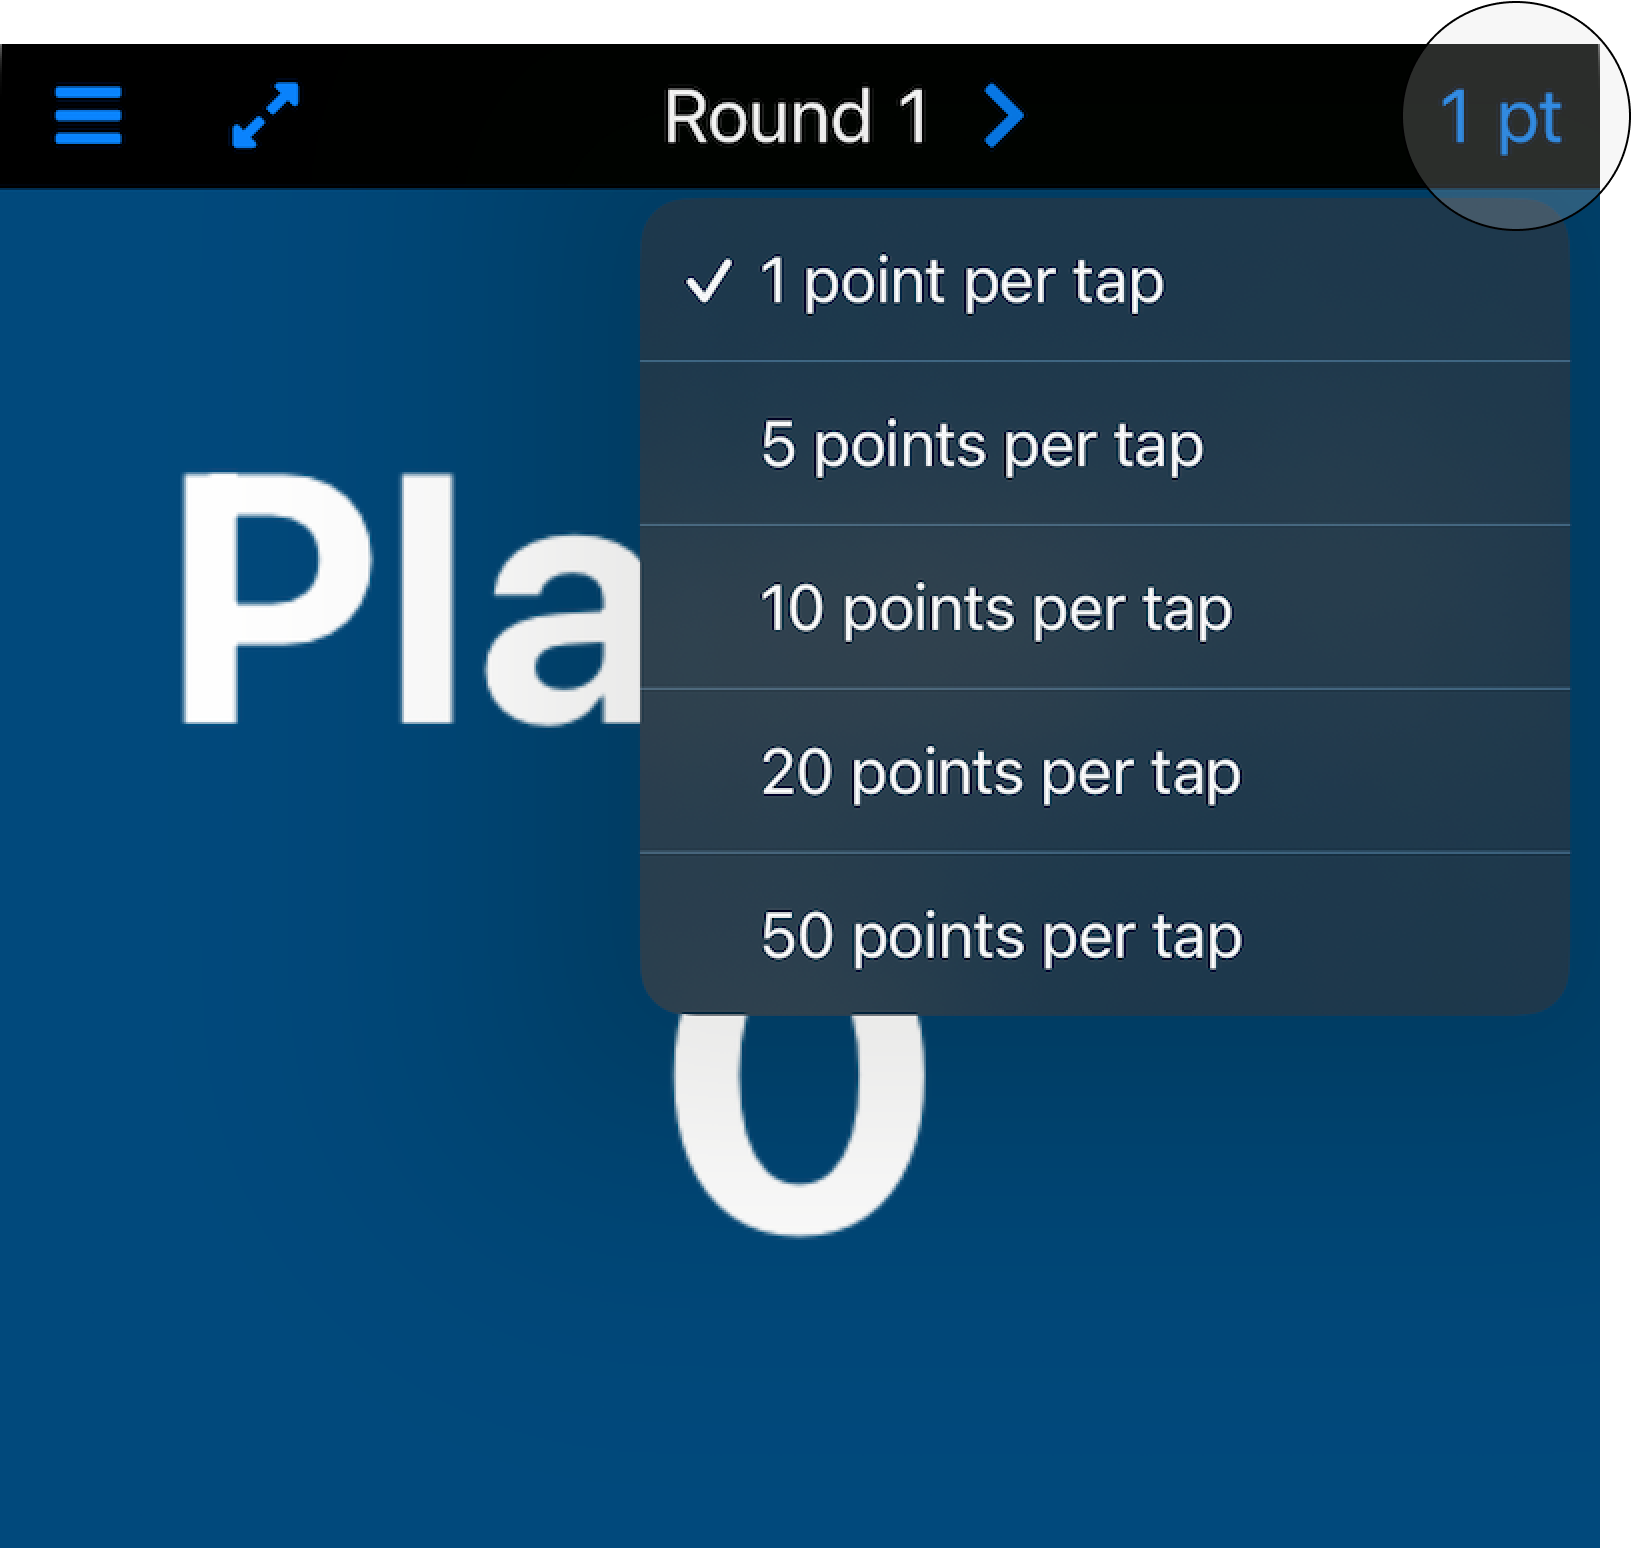 Round 1
1 pt
1 point per tap
5 points per tap
10 points per tap
20 points per tap
50 points per tap
Pla
0